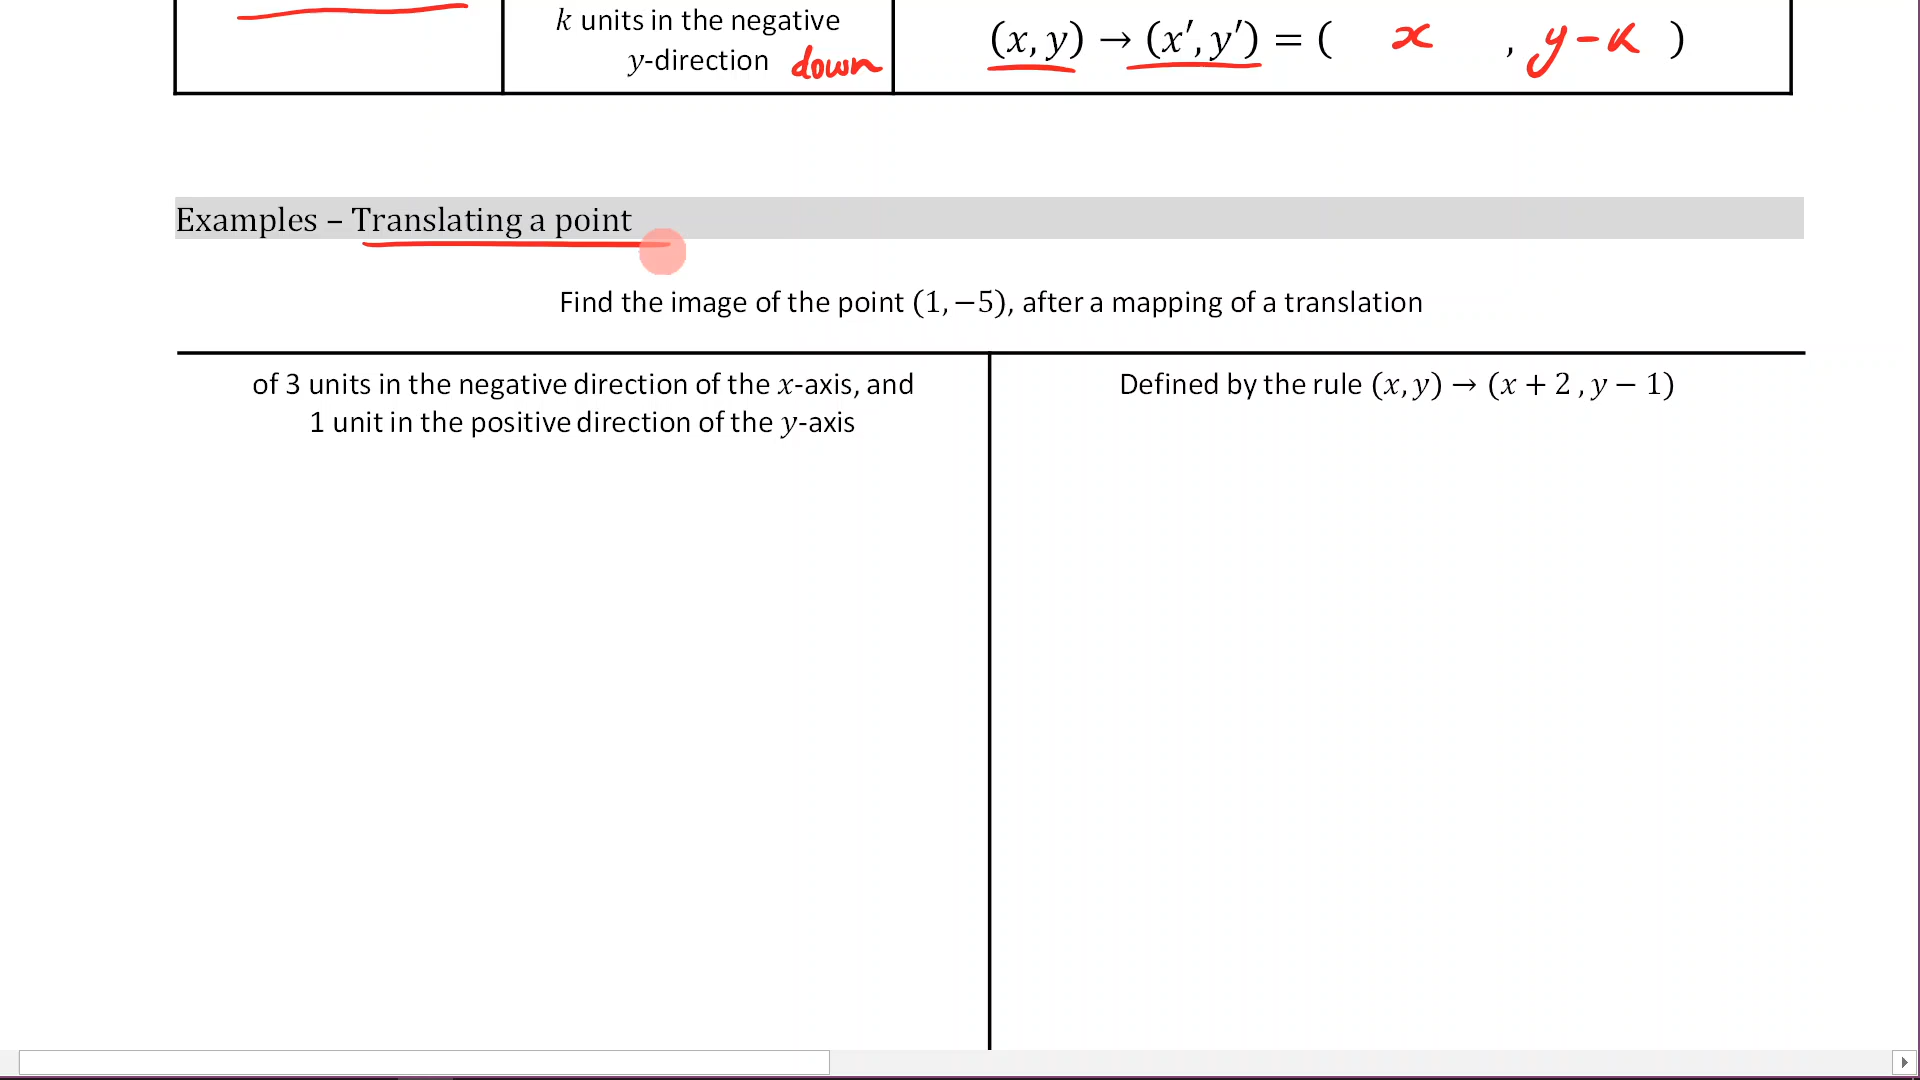 k units in the negative
y-direction down
(x, y) → (x′, y′) = ( x , y-k )
Examples – Translating a point
Find the image of the point (1, −5), after a mapping of a translation
of 3 units in the negative direction of the x-axis, and
1 unit in the positive direction of the y-axis
Defined by the rule (x, y) → (x + 2 , y − 1)